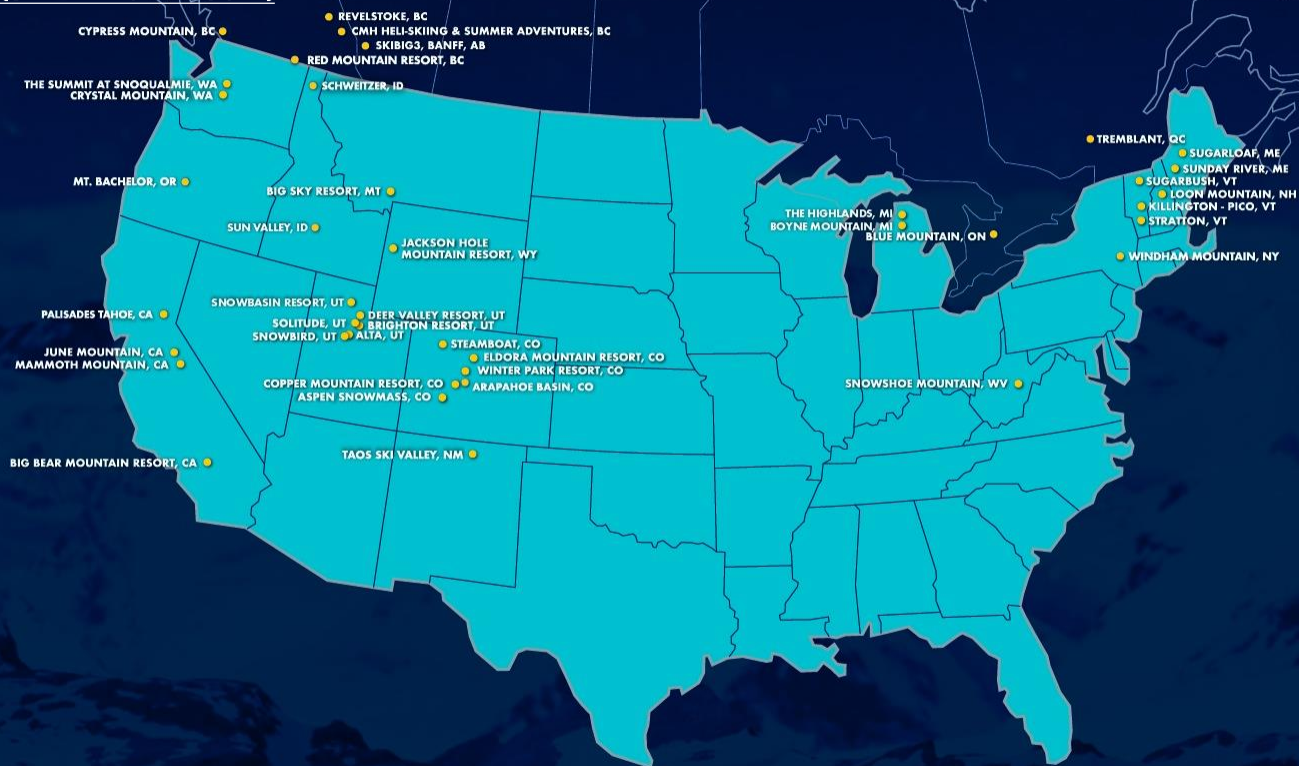 REVELSTOKE, BC
CYPRESS MOUNTAIN, BC
CMH HELI-SKIING & SUMMER ADVENTURES, BC
SKIBIG3, BANFF, AB
RED MOUNTAIN RESORT, BC
THE SUMMIT AT SNOQUALMIE, WA
SCHWEITZER, ID
CRYSTAL MOUNTAIN, WA
TREMBLANT, QC
SUGARLOAF, ME
SUNDAY RIVER, ME
MT. BACHELOR, OR
SUGARBUSH, VT
BIG SKY RESORT, MT
LOON MOUNTAIN, NH
KILLINGTON - PICO, VT
THE HIGHLANDS, MI
STRATTON, VT
BOYNE MOUNTAIN, MI
SUN VALLEY, ID
BLUE MOUNTAIN, ON
JACKSON HOLE
MOUNTAIN RESORT, WY
WINDHAM MOUNTAIN, NY
SNOWBASIN RESORT, UT
PALISADES TAHOE, CA
DEER VALLEY RESORT, UT
SOLITUDE, UT
BRIGHTON RESORT, UT
SNOWBIRD, UT
ALTA, UT
STEAMBOAT, CO
JUNE MOUNTAIN, CA
ELDORA MOUNTAIN RESORT, CO
MAMMOTH MOUNTAIN, CA
WINTER PARK RESORT, CO
COPPER MOUNTAIN RESORT, CO
ARAPAHOE BASIN, CO
SNOWSHOE MOUNTAIN, WV
ASPEN SNOWMASS, CO
TAOS SKI VALLEY, NM
BIG BEAR MOUNTAIN RESORT, CA